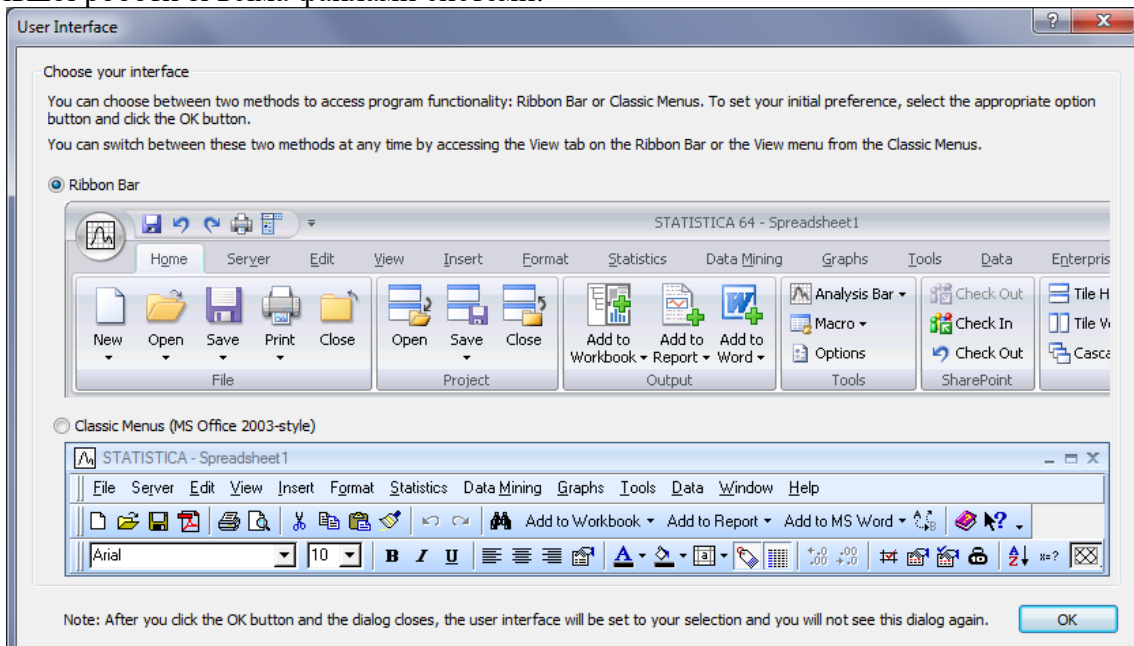 User Interface
Choose your interface
You can choose between two methods to access program functionality: Ribbon Bar or Classic Menus. To set your initial preference, select the appropriate option
button and click the OK button.
You can switch between these two methods at any time by accessing the View tab on the Ribbon Bar or the View menu from the Classic Menus.
Ribbon Bar
STATISTICA 64 - Spreadsheet1
Home Server Edit View Insert Format Statistics Data Mining Graphs Tools Data Enterpris
Analysis Bar Check Out Tile H
Macro Check In Tile V
New Open Save Print Close Open Save Close Add to Add to Add to
Workbook Report Word
Options Check Out Casca
File Project Output Tools SharePoint
Classic Menus (MS Office 2003-style)
STATISTICA - Spreadsheet1
File Server Edit View Insert Format Statistics Data Mining Graphs Tools Data Window Help
Add to Workbook Add to Report Add to MS Word
Arial 10 B I U
Note: After you click the OK button and the dialog closes, the user interface will be set to your selection and you will not see this dialog again. OK